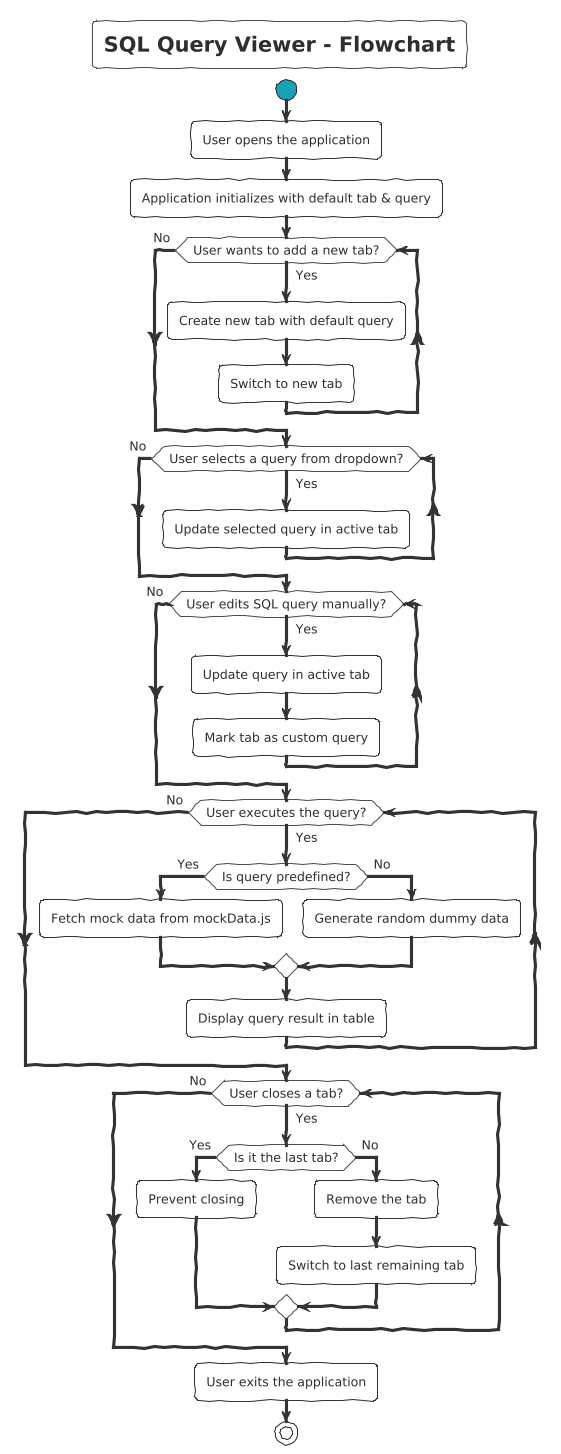 SQL Query Viewer - Flowchart
User opens the application
Application initializes with default tab & query
No
User wants to add a new tab?
Yes
Create new tab with default query
Switch to new tab
No
User selects a query from dropdown?
Yes
Update selected query in active tab
No
User edits SQL query manually?
Yes
Update query in active tab
Mark tab as custom query
No
User executes the query?
Yes
Yes
Is query predefined?
No
Fetch mock data from mockData.js
Generate random dummy data
Display query result in table
No
User closes a tab?
Yes
Yes
Is it the last tab?
No
Prevent closing
Remove the tab
Switch to last remaining tab
User exits the application